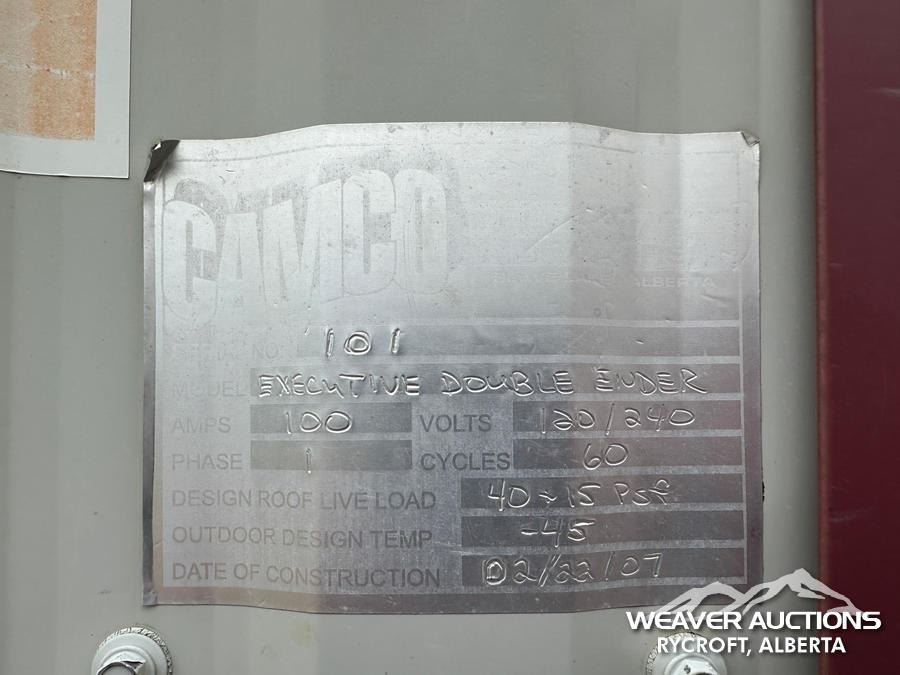 CAMCO
ALBERTA
SERIAL NO. 101
MODEL EXECUTIVE DOUBLE ENDER
AMPS 100 VOLTS 120/240
PHASE 1 CYCLES 60
DESIGN ROOF LIVE LOAD 40 + 15 PSf
OUTDOOR DESIGN TEMP -45
DATE OF CONSTRUCTION 02/22/07
WEAVER AUCTIONS
RYCROFT, ALBERTA